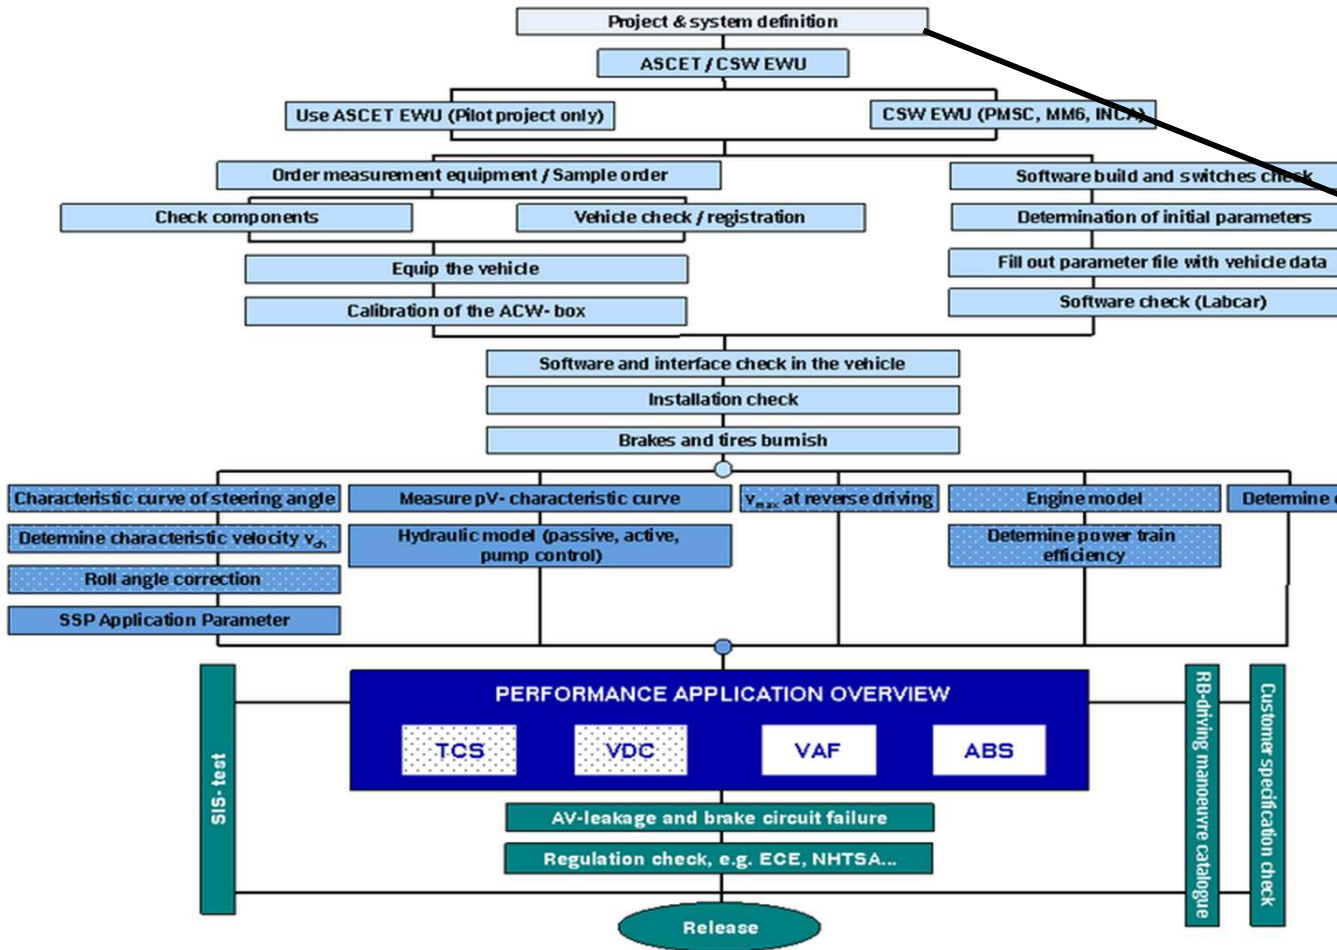 Project & system definition
ASCET / CSW EWU
Use ASCET EWU (Pilot project only)
CSW EWU (PMSC, MM6, INCA)
Order measurement equipment / Sample order
Software build and switches check
Check components
Vehicle check / registration
Determination of initial parameters
Equip the vehicle
Fill out parameter file with vehicle data
Calibration of the ACW- box
Software check (Labcar)
Software and interface check in the vehicle
Installation check
Brakes and tires burnish
Characteristic curve of steering angle
Measure pV- characteristic curve
vmax at reverse driving
Engine model
Determine
Determine characteristic velocity vch
Hydraulic model (passive, active,
pump control)
Determine power train
efficiency
Roll angle correction
SSP Application Parameter
PERFORMANCE APPLICATION OVERVIEW
TCS
VDC
VAF
ABS
SIS- test
RB-driving manoeuvre catalogue
Customer specification check
AV-leakage and brake circuit failure
Regulation check, e.g. ECE, NHTSA...
Release